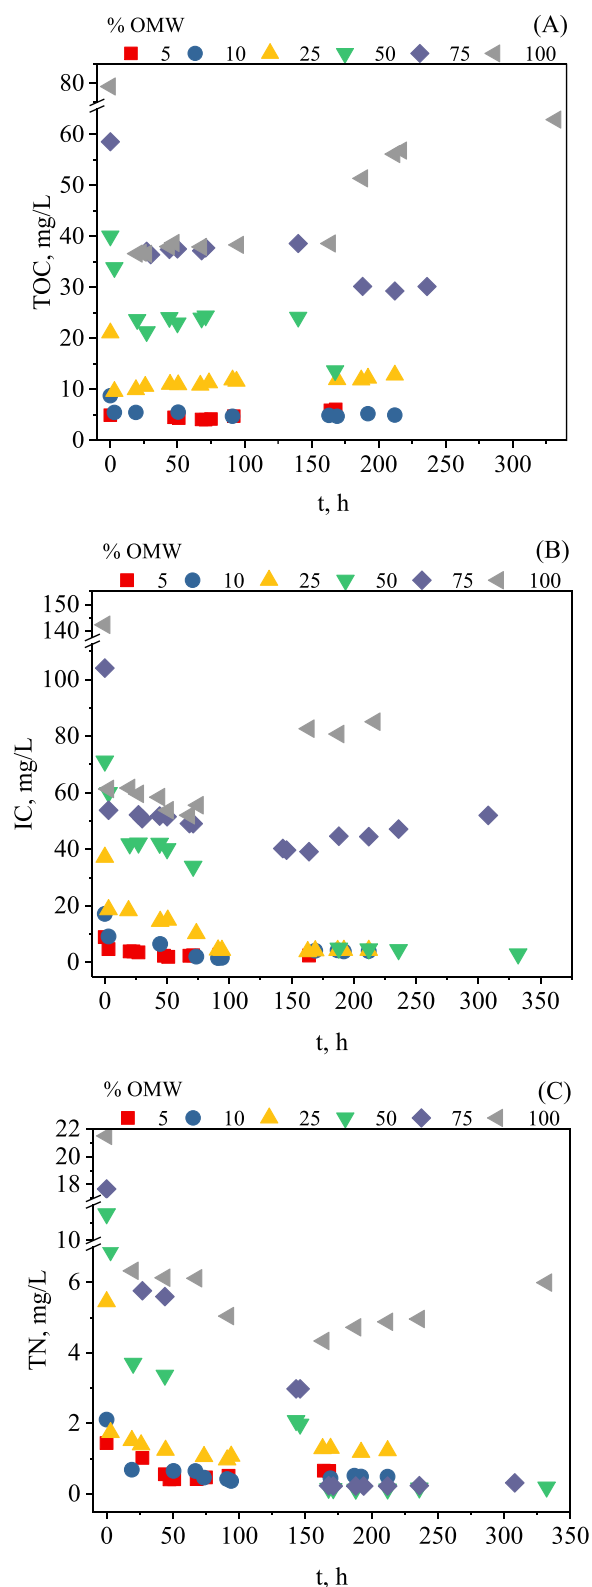 (A)
% OMW
5 10 25 50 75 100
80
60
50
40
30
20
10
0
TOC, mg/L
0 50 100 150 200 250 300
t, h
(B)
% OMW
5 10 25 50 75 100
150
140
100
80
60
40
20
0
IC, mg/L
0 50 100 150 200 250 300 350
t, h
(C)
% OMW
5 10 25 50 75 100
22
20
18
10
6
4
2
0
TN, mg/L
0 50 100 150 200 250 300 350
t, h